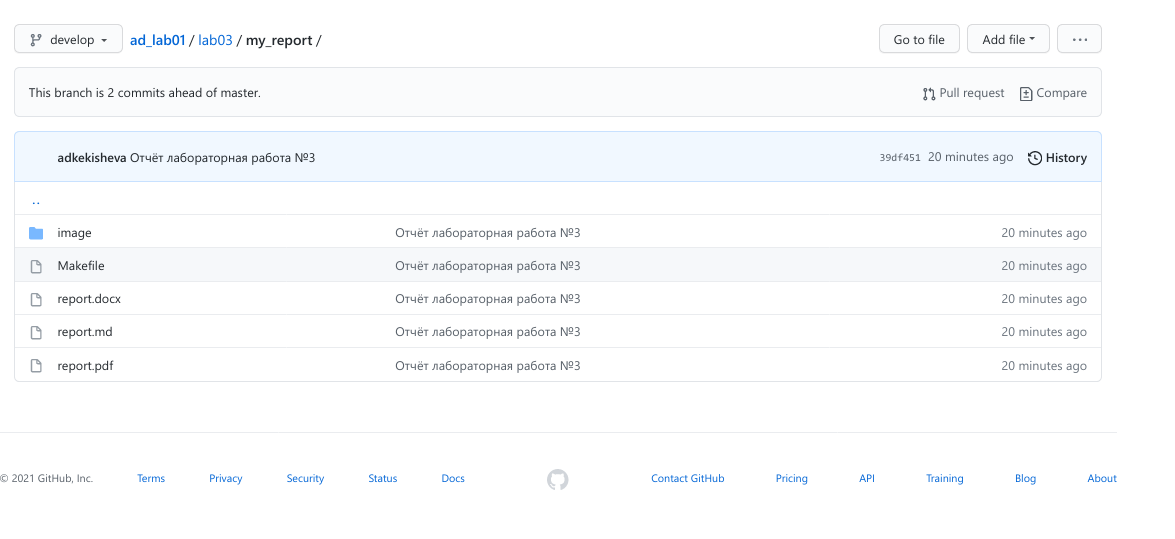 develop ad_lab01 / lab03 / my_report / Go to file Add file ...
This branch is 2 commits ahead of master. Pull request Compare
adkekisheva Отчёт лабораторная работа №3 39df451 20 minutes ago History
..
image Отчёт лабораторная работа №3 20 minutes ago
Makefile Отчёт лабораторная работа №3 20 minutes ago
report.docx Отчёт лабораторная работа №3 20 minutes ago
report.md Отчёт лабораторная работа №3 20 minutes ago
report.pdf Отчёт лабораторная работа №3 20 minutes ago
© 2021 GitHub, Inc. Terms Privacy Security Status Docs Contact GitHub Pricing API Training Blog About